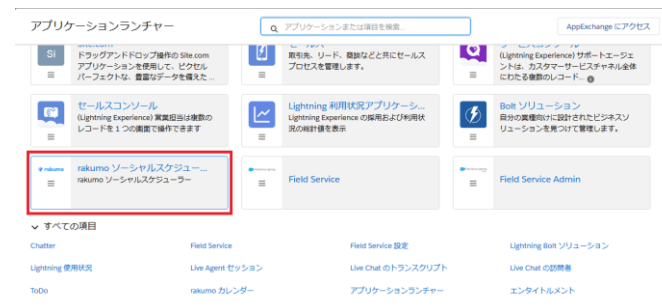 アプリケーションランチャー
アプリケーションまたは項目を検索...
AppExchange にアクセス
Site.com
ドラッグアンドドロップ操作の Site.com
アプリケーションを使用して、ピクセル
パーフェクトな、豊富なデータを備えた ...
取引先、リード、商談などと共にセールス
プロセスを管理します。
(Lightning Experience) サポートエージェ
ントは、カスタマーサービスチャネル全体
にわたる複数のレコード...
セールスコンソール
(Lightning Experience) 営業担当は複数の
レコードを 1 つの画面で操作できます
Lightning 利用状況アプリケーシ...
Lightning Experience の採用および利用状
況の総計値を表示
Bolt ソリューション
自分の業種向けに設計されたビジネスソ
リューションを見つけて管理します。
rakumo
rakumo ソーシャルスケジュー...
rakumo ソーシャルスケジューラー
Field Service
Field Service Admin
すべての項目
Chatter
Field Service
Field Service 設定
Lightning Bolt ソリューション
Lightning 使用状況
Live Agent セッション
Live Chat のトランスクリプト
Live Chat の訪問者
ToDo
rakumo カレンダー
アプリケーションランチャー
エンタイトルメント